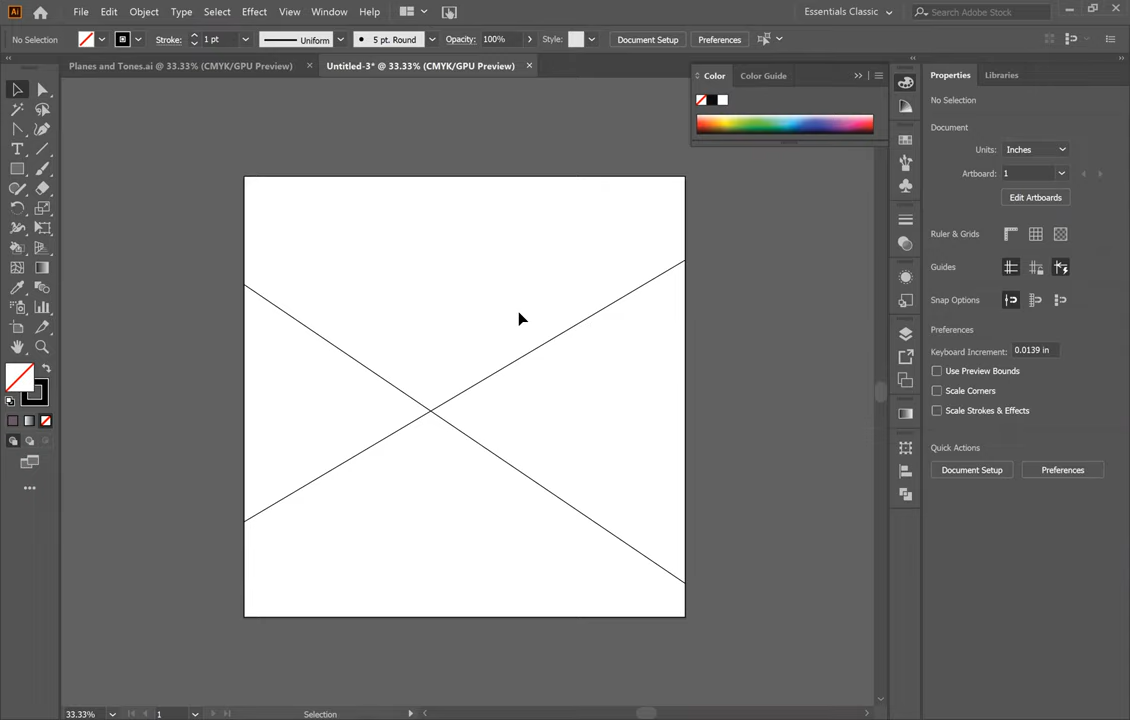 Ai File Edit Object Type Select Effect View Window Help Essentials Classic Search Adobe Stock
No Selection Stroke: 1 pt Uniform 5 pt. Round Opacity: 100% Style: Document Setup Preferences
Planes and Tones.ai @ 33.33% (CMYK/GPU Preview) × Untitled-3* @ 33.33% (CMYK/GPU Preview) ×
Color Color Guide
Properties Libraries
No Selection
Document
Units: Inches
Artboard: 1
Edit Artboards
Ruler & Grids
Guides
Snap Options
Preferences
Keyboard Increment: 0.0139 in
Use Preview Bounds
Scale Corners
Scale Strokes & Effects
Quick Actions
Document Setup Preferences
33.33% 1 Selection